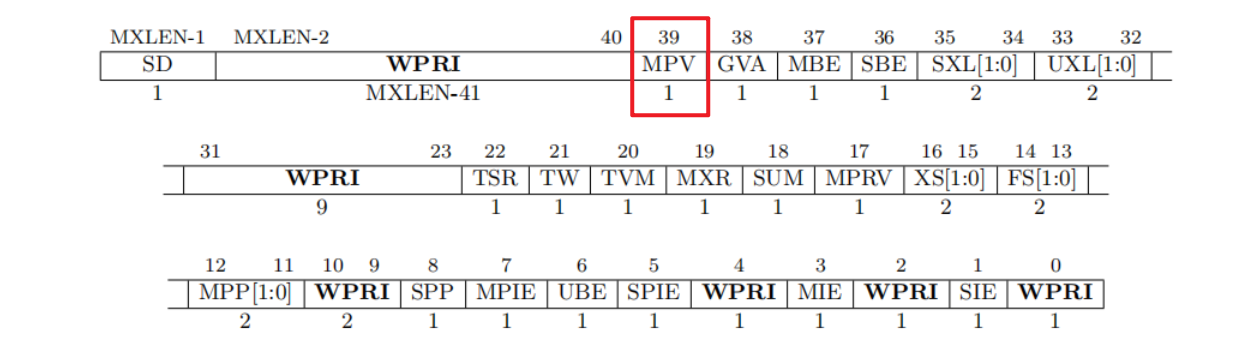 MXLEN-1 MXLEN-2 40 39 38 37 36 35 34 33 32
SD WPRI MPV GVA MBE SBE SXL[1:0] UXL[1:0]
1 MXLEN-41 1 1 1 1 2 2
31 23 22 21 20 19 18 17 16 15 14 13
WPRI TSR TW TVM MXR SUM MPRV XS[1:0] FS[1:0]
9 1 1 1 1 1 1 2 2
12 11 10 9 8 7 6 5 4 3 2 1 0
MPP[1:0] WPRI SPP MPIE UBE SPIE WPRI MIE WPRI SIE WPRI
2 2 1 1 1 1 1 1 1 1 1